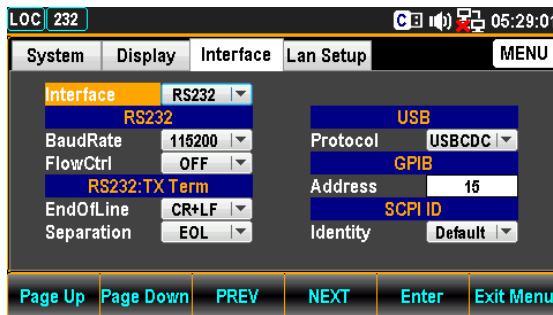 LOC 232 C 05:29:01
System Display Interface Lan Setup MENU
Interface RS232
RS232 USB
BaudRate 115200 Protocol USBCDC
FlowCtrl OFF GPIB
RS232:TX Term Address 15
EndOfLine CR+LF SCPI ID
Separation EOL Identity Default
Page Up Page Down PREV NEXT Enter Exit Menu